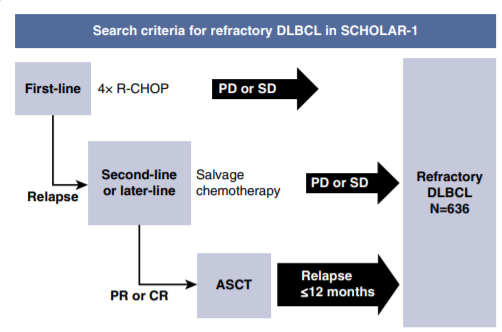 Search criteria for refractory DLBCL in SCHOLAR-1
First-line
4× R-CHOP
PD or SD
Relapse
Second-line
or later-line
Salvage
chemotherapy
PD or SD
Refractory
DLBCL
N=636
PR or CR
ASCT
Relapse
≤12 months